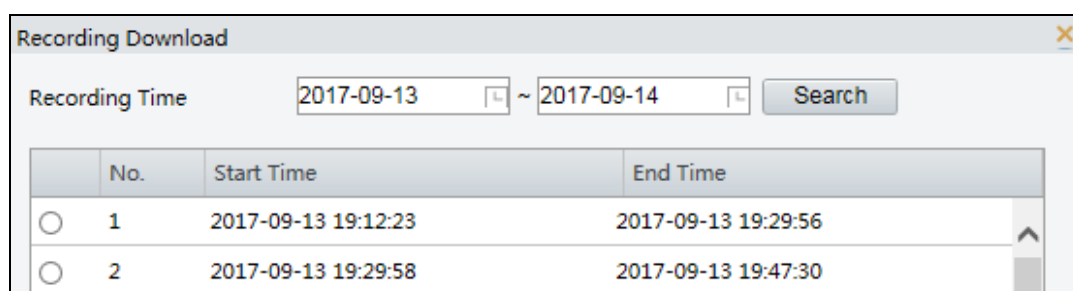 Recording Download
Recording Time 2017-09-13 ~ 2017-09-14 Search
No. Start Time End Time
1 2017-09-13 19:12:23 2017-09-13 19:29:56
2 2017-09-13 19:29:58 2017-09-13 19:47:30